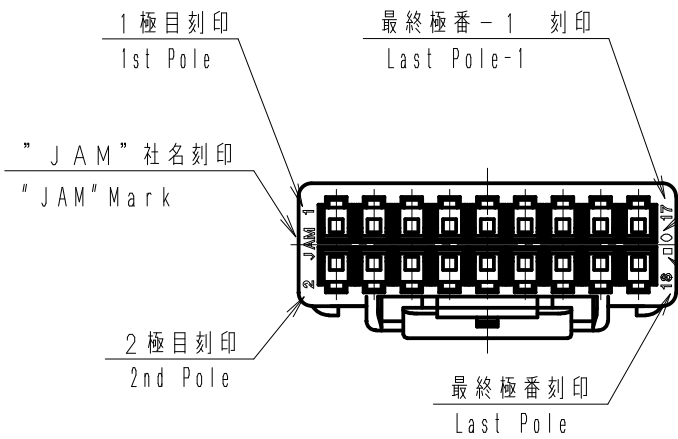 1極目刻印
1st Pole
最終極番-1 刻印
Last Pole-1
"JAM"社名刻印
"JAM"Mark
1
17
JAM
2
18
2極目刻印
2nd Pole
最終極番刻印
Last Pole